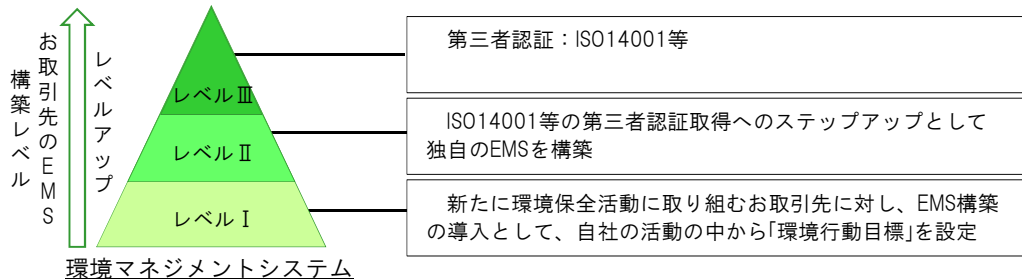 お取引先のEMS
構築レベル
レベルアップ
レベルⅢ
レベルⅡ
レベルⅠ
環境マネジメントシステム
第三者認証：ISO14001等
ISO14001等の第三者認証取得へのステップアップとして
独自のEMSを構築
新たに環境保全活動に取り組むお取引先に対し、EMS構築
の導入として、自社の活動の中から｢環境行動目標｣を設定